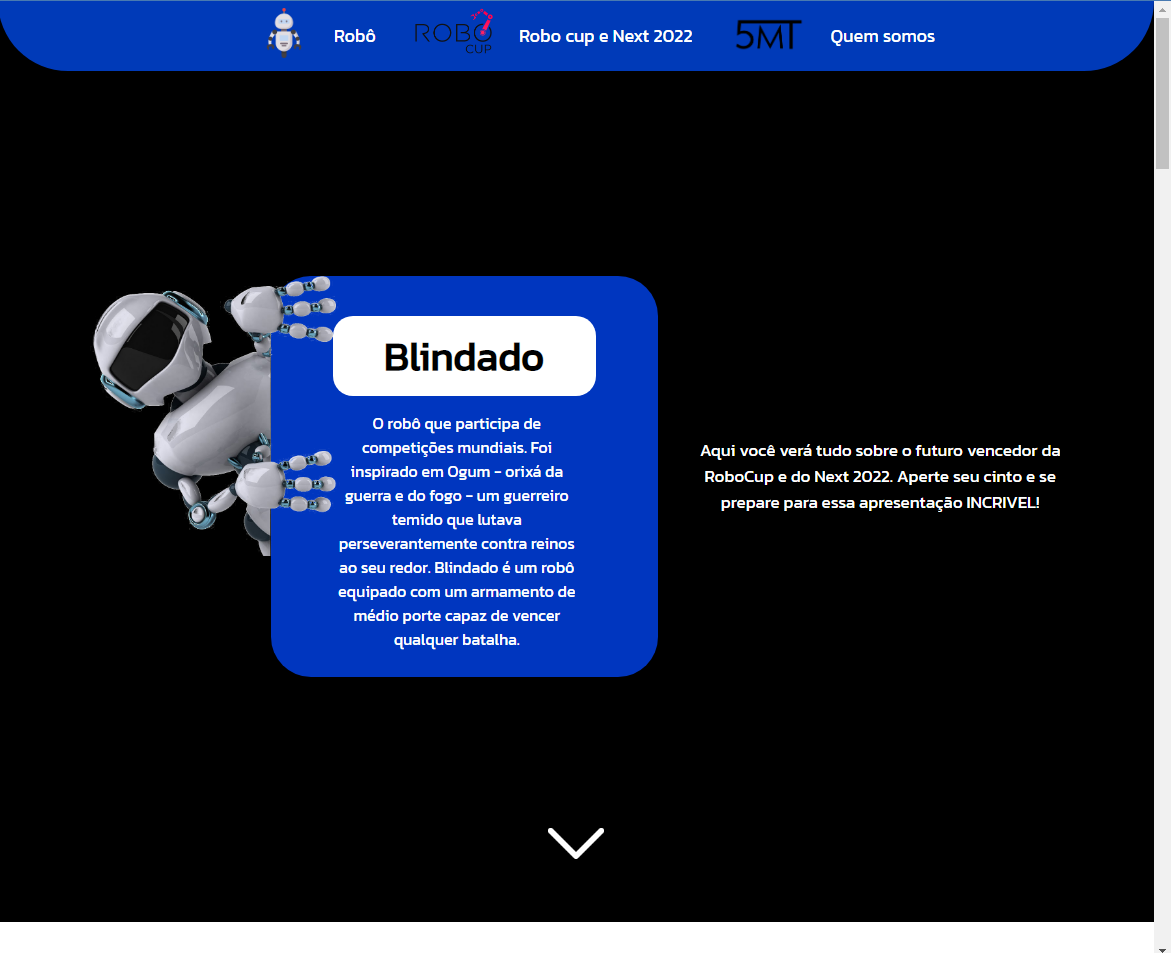 Robô
ROBO
CUP
Robo cup e Next 2022
5MT
Quem somos
Blindado
O robô que participa de
competições mundiais. Foi
inspirado em Ogum - orixá da
guerra e do fogo - um guerreiro
temido que lutava
perseverantemente contra reinos
ao seu redor. Blindado é um robô
equipado com um armamento de
médio porte capaz de vencer
qualquer batalha.
Aqui você verá tudo sobre o futuro vencedor da
RoboCup e do Next 2022. Aperte seu cinto e se
prepare para essa apresentação INCRIVEL!